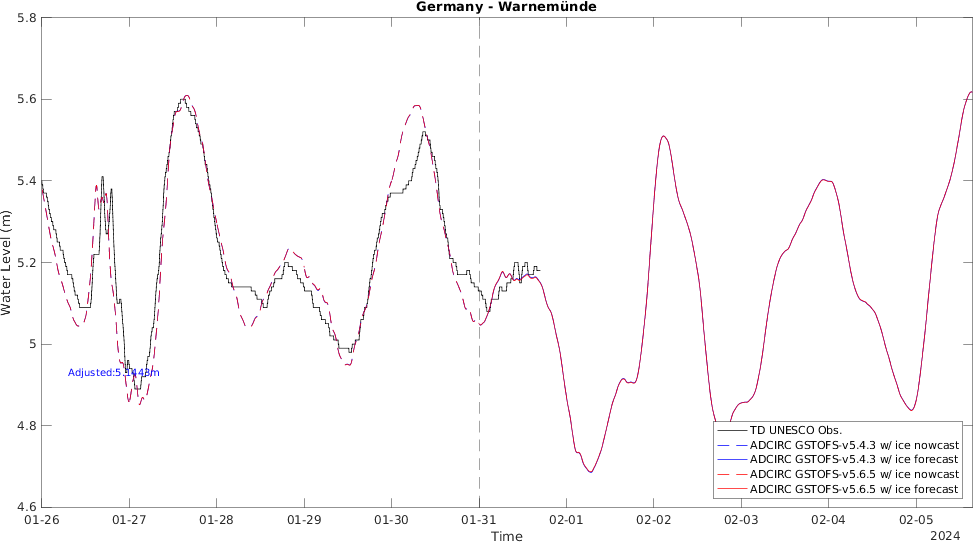 Germany - Warnemünde
5.8
5.6
5.4
5.2
5
4.8
4.6
Water Level (m)
01-26 01-27 01-28 01-29 01-30 01-31 02-01 02-02 02-03 02-04 02-05
Time
2024
Adjusted:5.1443m
TD UNESCO Obs.
ADCIRC GSTOFS-v5.4.3 w/ ice nowcast
ADCIRC GSTOFS-v5.4.3 w/ ice forecast
ADCIRC GSTOFS-v5.6.5 w/ ice nowcast
ADCIRC GSTOFS-v5.6.5 w/ ice forecast